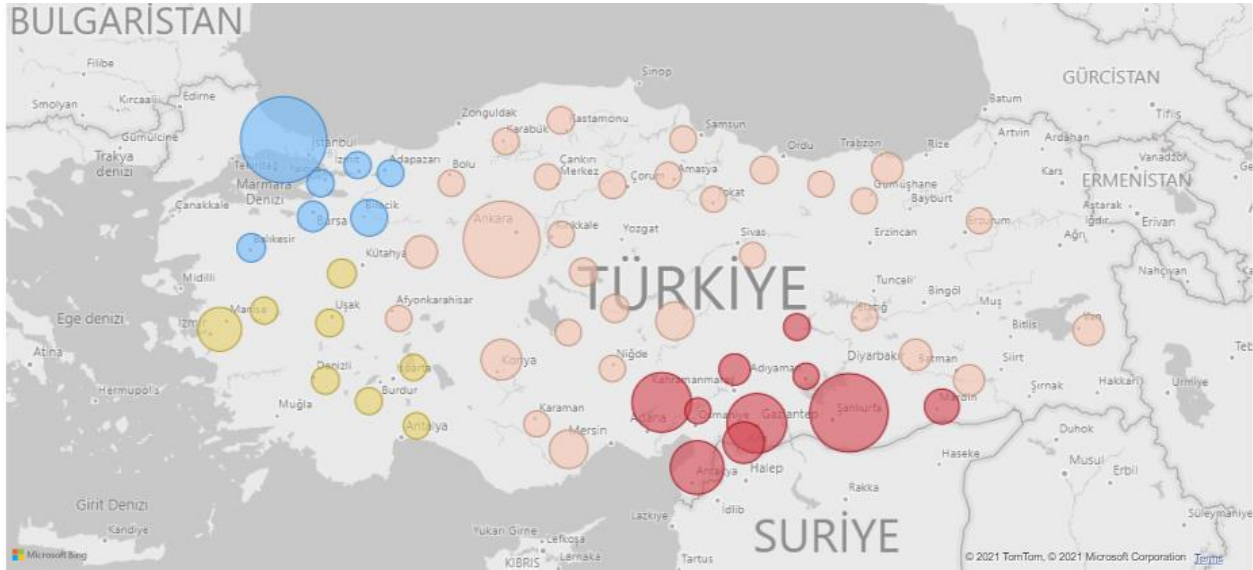 BULGARİSTAN
Filibe
Smolyan
Kırcaali
Edirne
Gümülcine
Trakya
denizi
Sinop
GÜRCİSTAN
Batum
Tiflis
Zonguldak
Karabük
Kastamonu
Samsun
Artvin
Ardahan
İstanbul
Tekirdağ
İzmit
Adapazarı
Bolu
Çankırı
Merkez
Çorum
Amasya
Ordu
Trabzon
Rize
Kars
Vanadzor
ERMENİSTAN
Marmara
Denizi
Çanakkale
Bursa
Bilecik
Tokat
Gümüşhane
Bayburt
Aştarak
Iğdır
Erivan
Balıkesir
Kütahya
Ankara
Kırıkkale
Yozgat
Sivas
Erzincan
Erzurum
Ağrı
Nahçıvan
Midilli
TÜRKİYE
Tunceli
Bingöl
Muş
Ege denizi
Manisa
İzmir
Uşak
Afyonkarahisar
Elazığ
Bitlis
Van
Atina
Denizli
Isparta
Konya
Niğde
Diyarbakır
Batman
Siirt
Şırnak
Hakkari
Urmiye
Hermupolis
Muğla
Burdur
Kahramanmaraş
Adıyaman
Mardin
Antalya
Karaman
Mersin
Adana
Osmaniye
Gaziantep
Şanlıurfa
Duhok
Musul
Erbil
Haseke
Antakya
Halep
Girit Denizi
Kandiye
İdlib
Rakka
Süleymaniye
Lazkiye
Yukarı Girne
Lefkoşa
KIBRIS
Larnaka
Tartus
SURİYE
Microsoft Bing
© 2021 TomTom, © 2021 Microsoft Corporation Terms